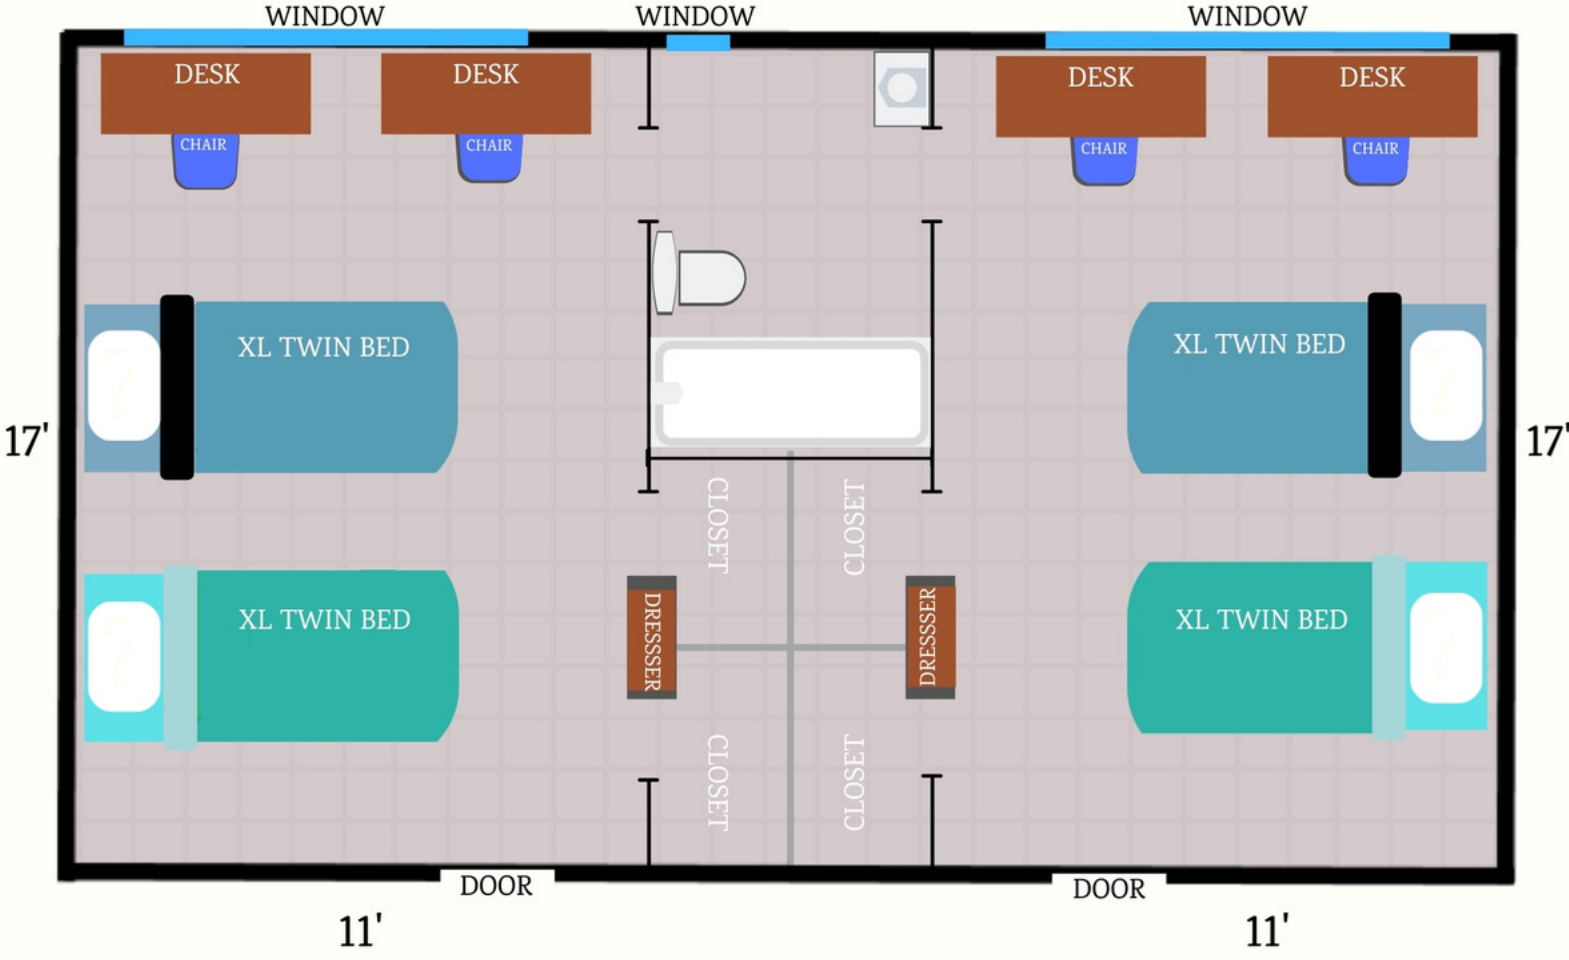 WINDOW
WINDOW
WINDOW
DESK
DESK
DESK
DESK
CHAIR
CHAIR
CHAIR
CHAIR
XL TWIN BED
XL TWIN BED
17'
17'
CLOSET
CLOSET
XL TWIN BED
DRESSSER
DRESSSER
XL TWIN BED
CLOSET
CLOSET
DOOR
DOOR
11'
11'